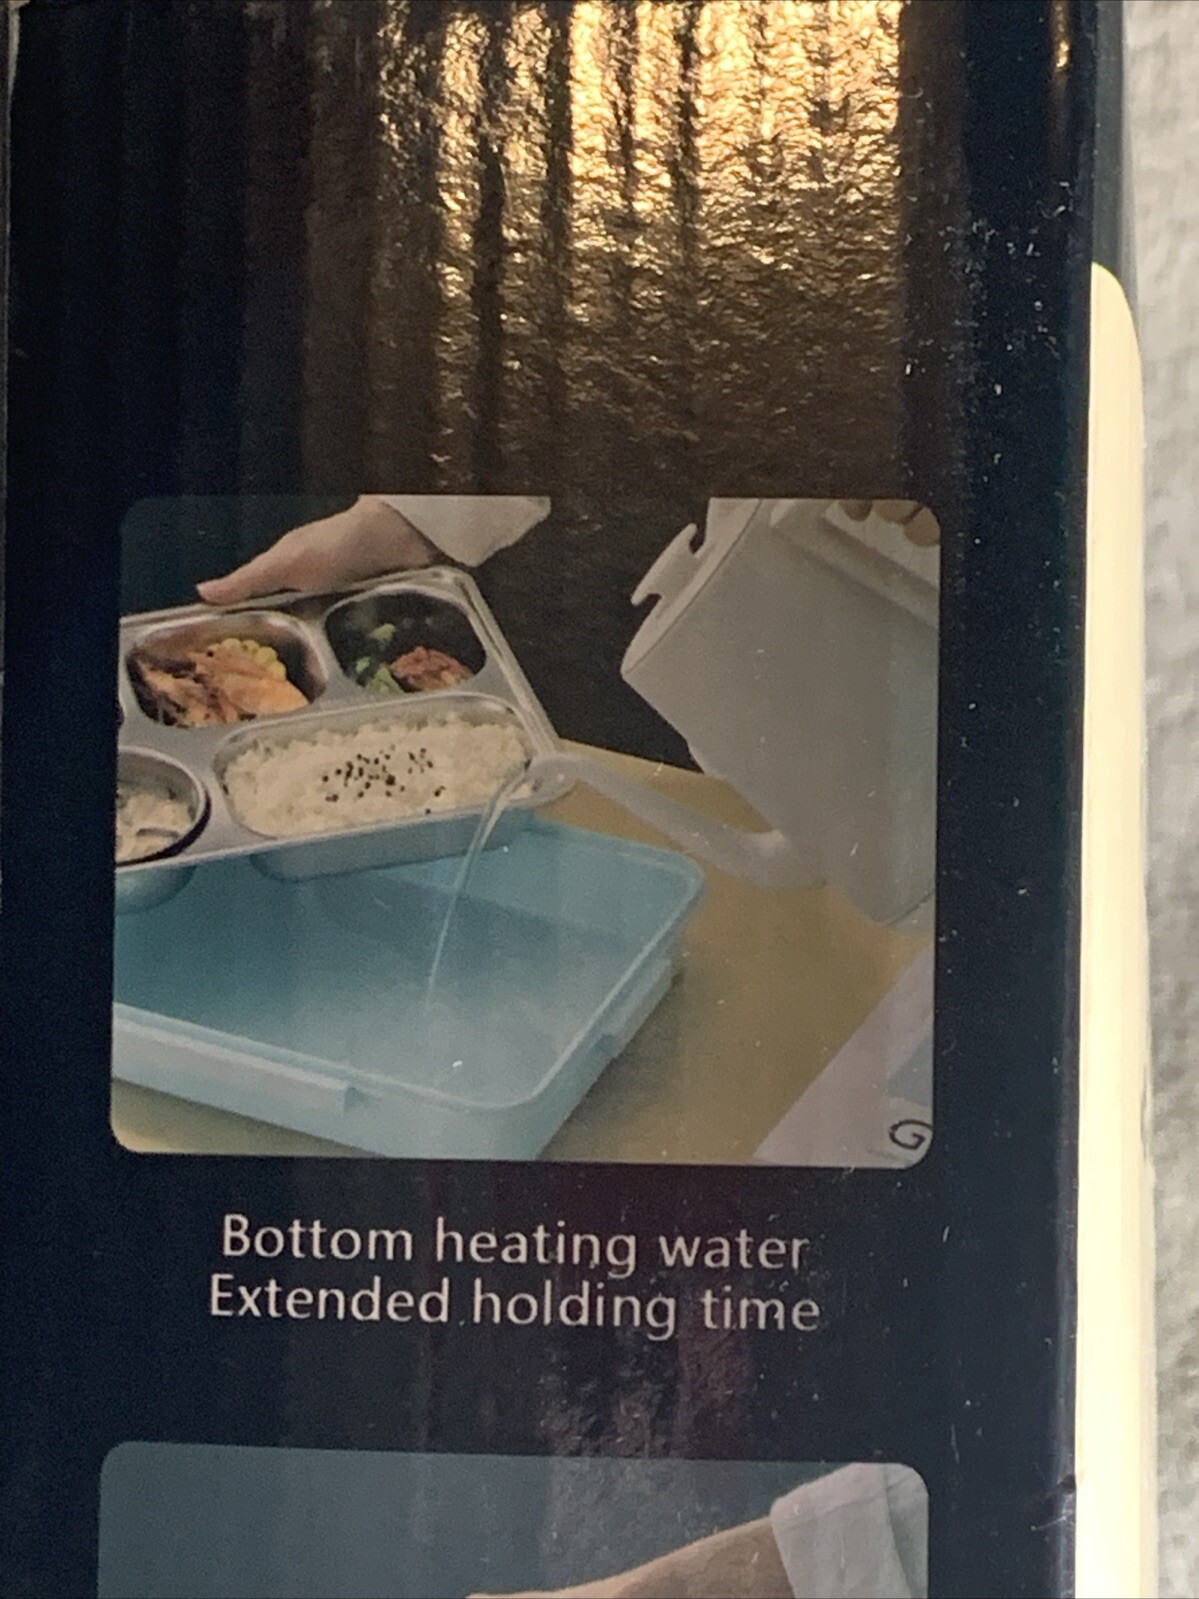 Bottom heating water
Extended holding time